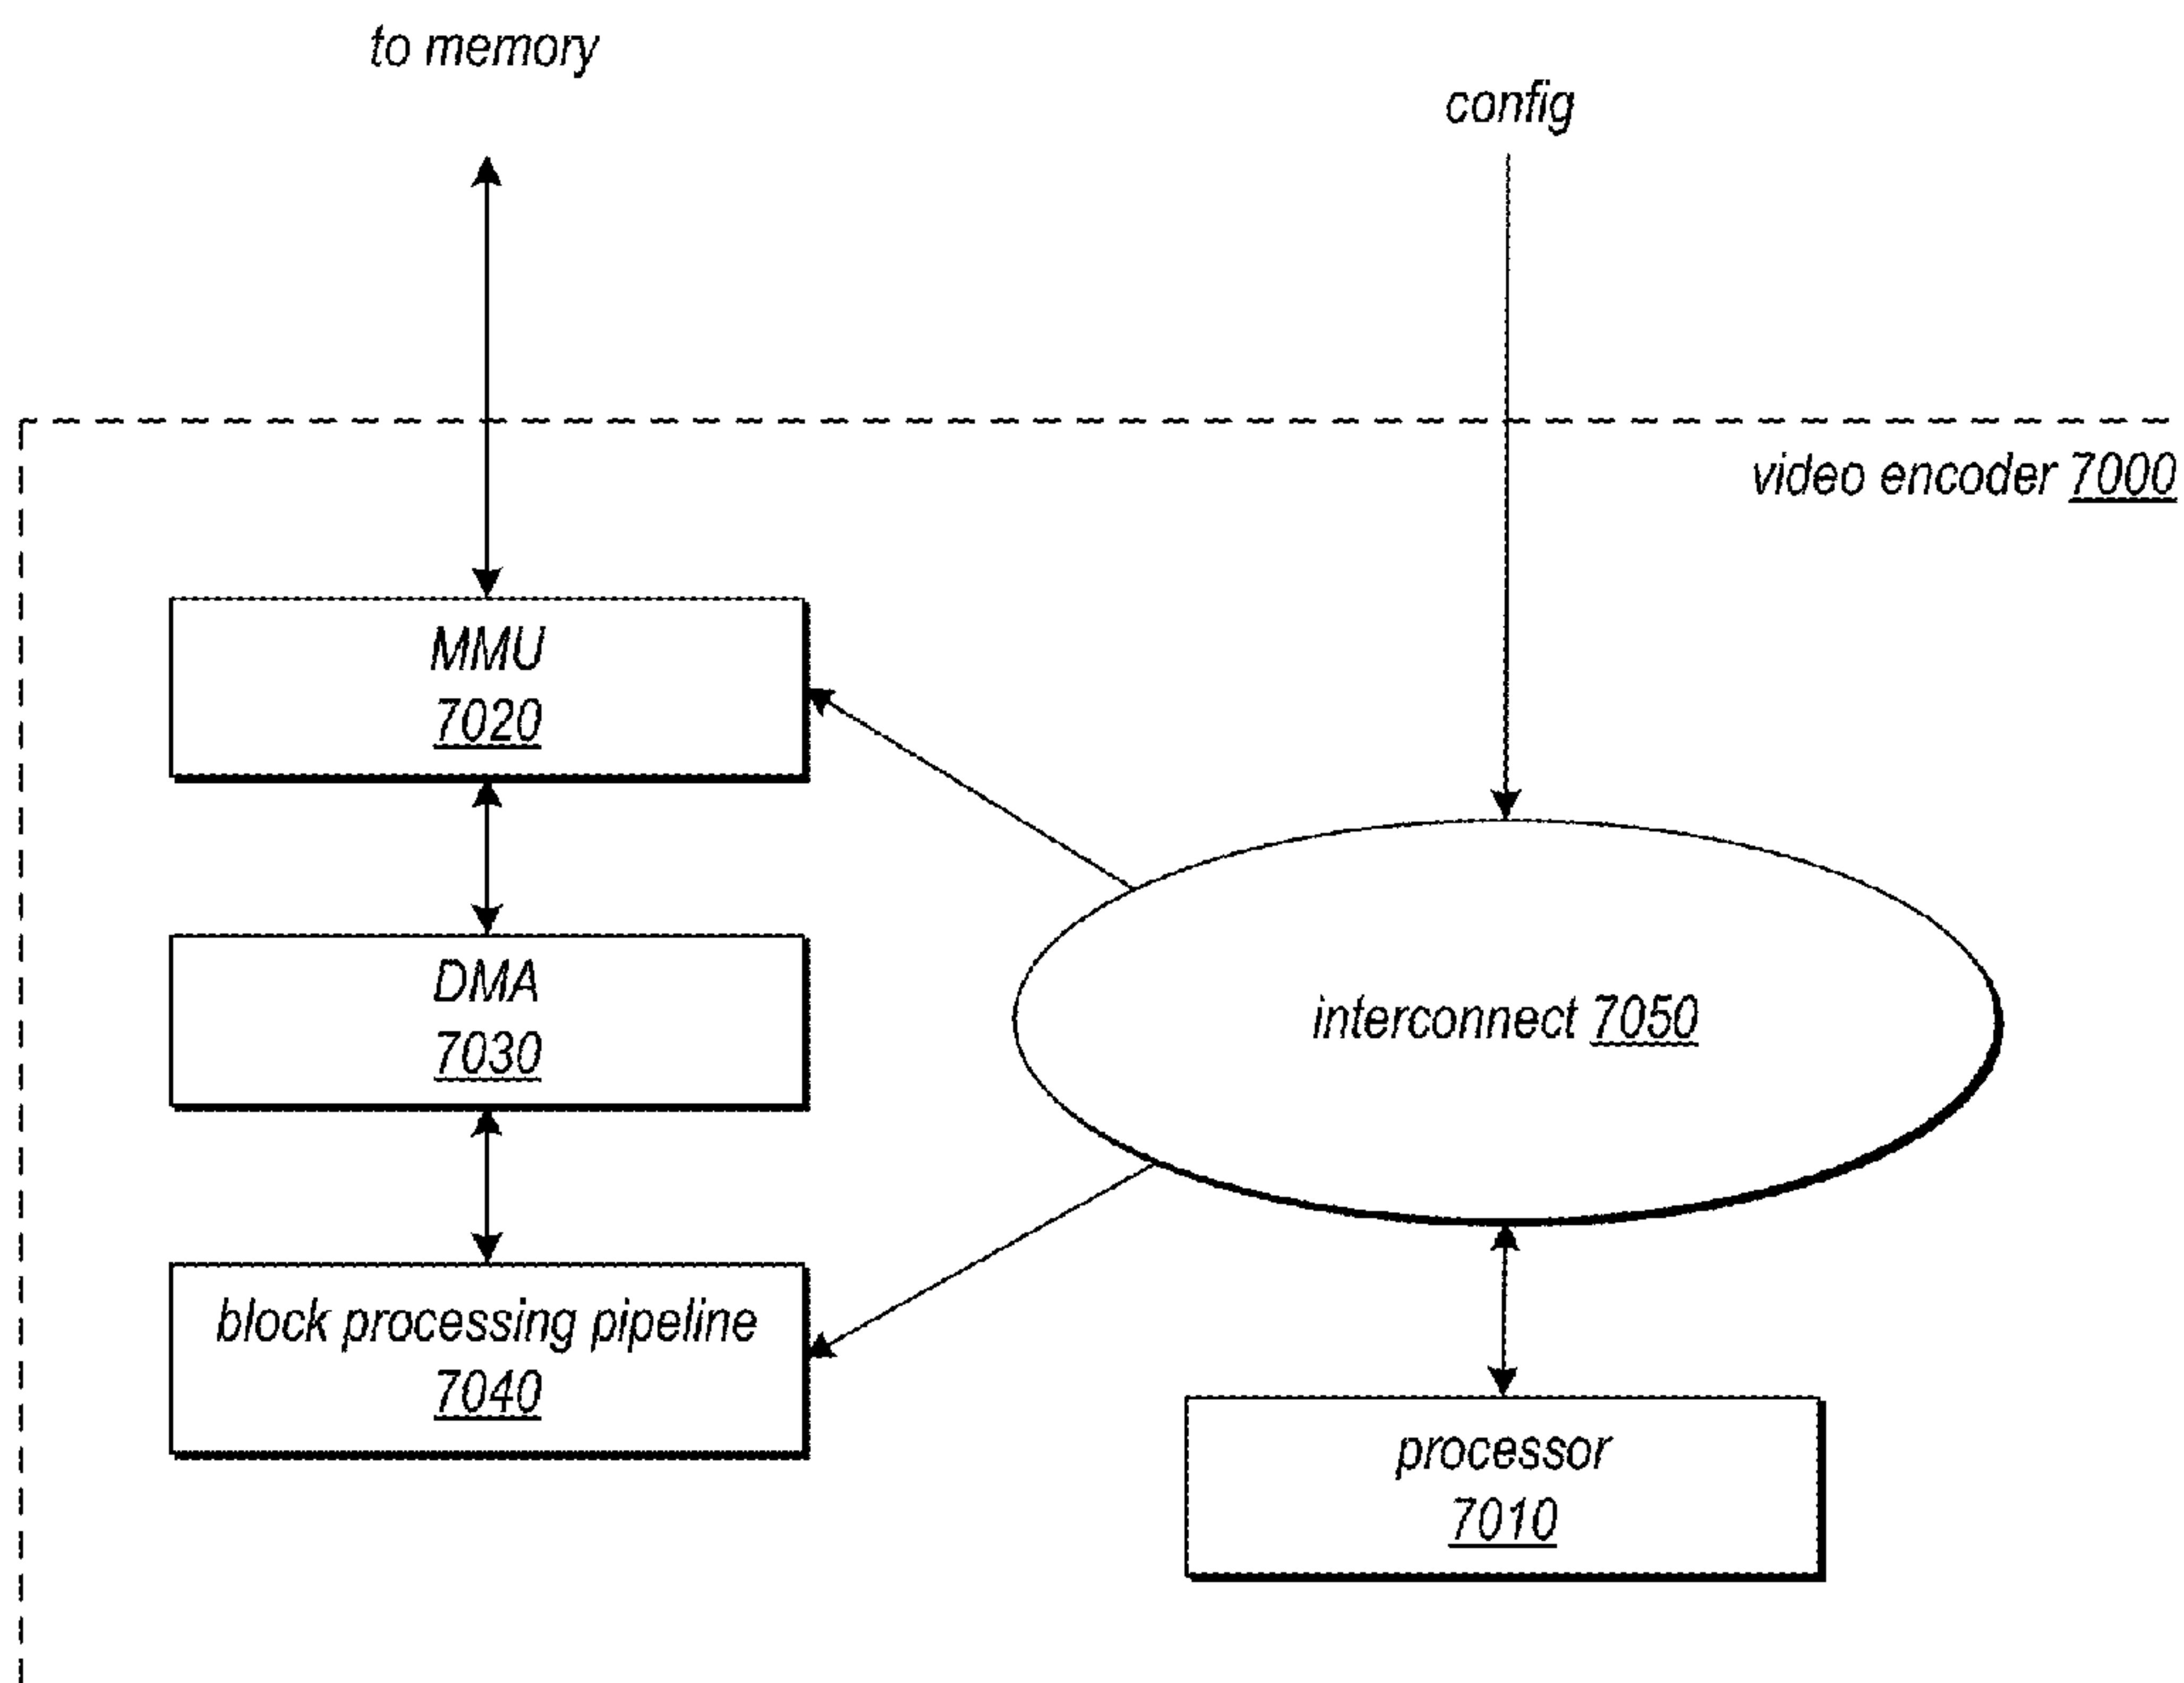 to memory
config
video encoder 7000
MMU
7020
DMA
7030
interconnect 7050
block processing pipeline
7040
processor
7010